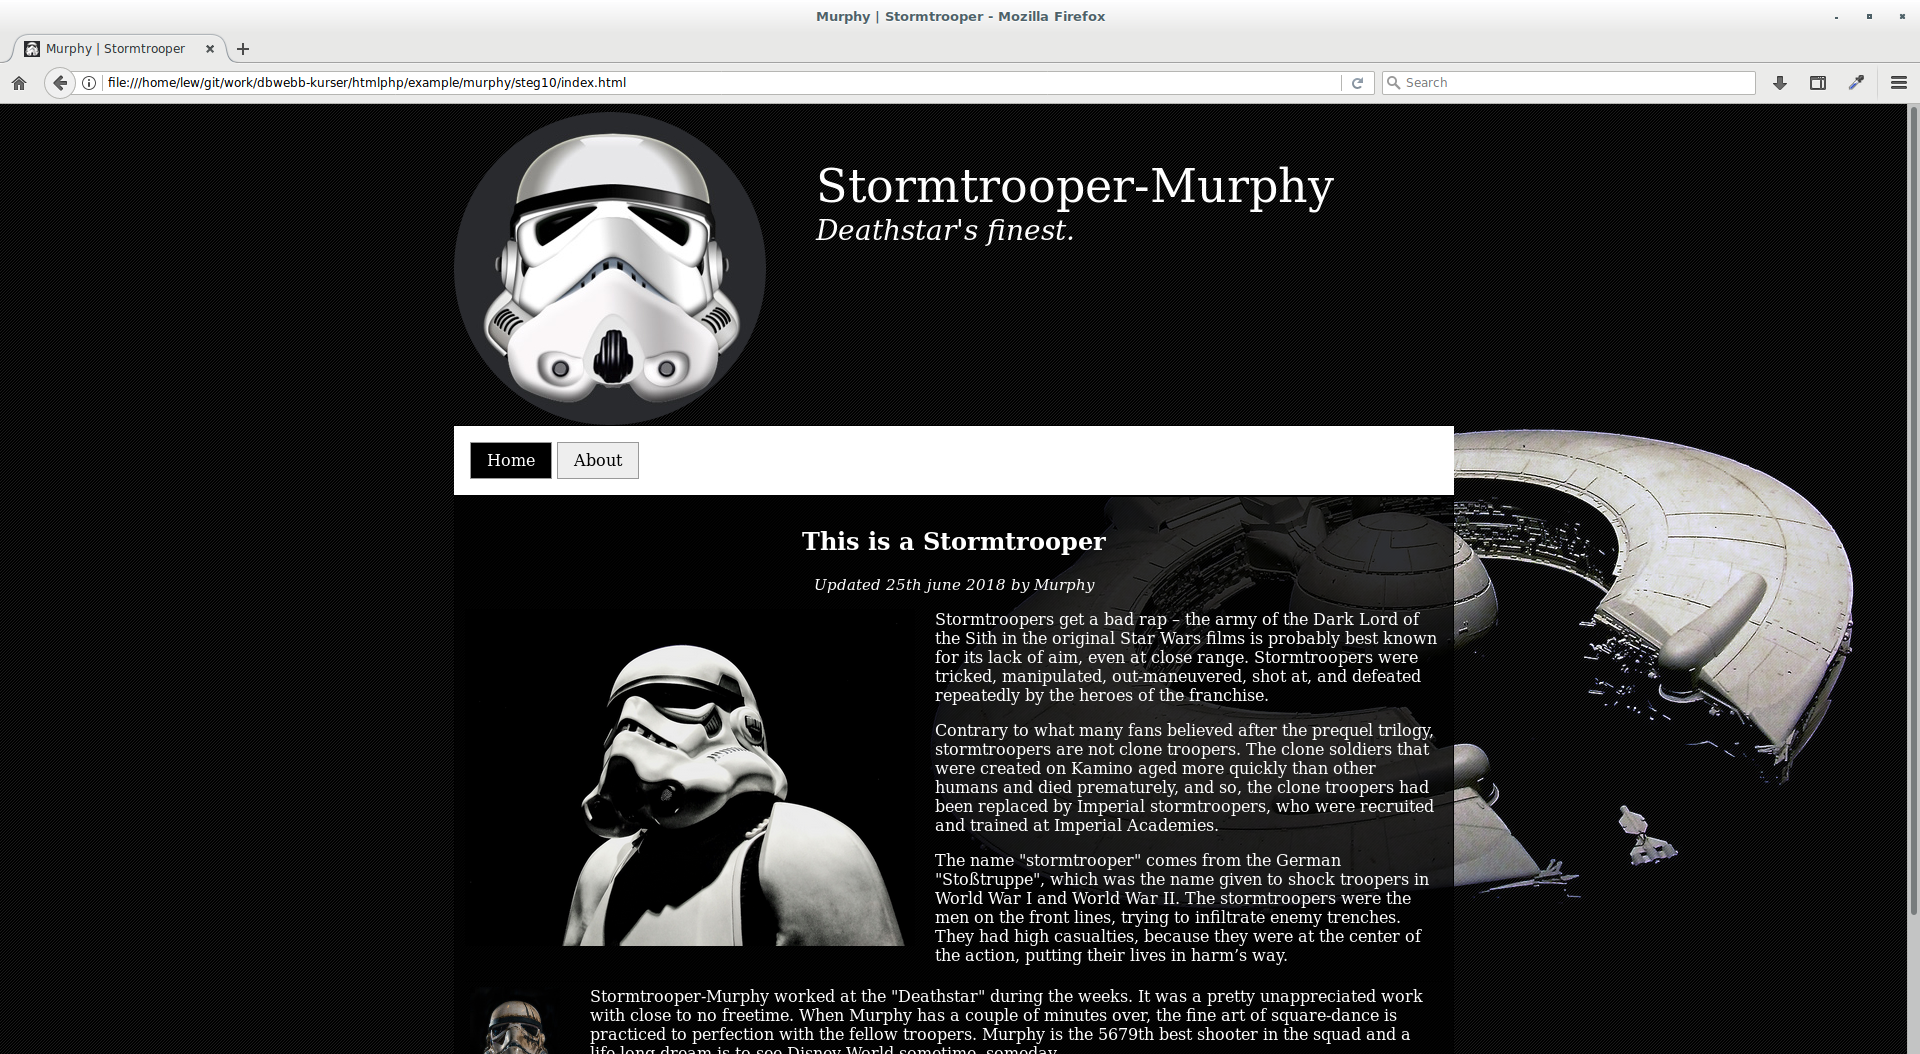 Murphy | Stormtrooper - Mozilla Firefox
Murphy | Stormtrooper
file:///home/lew/git/work/dbwebb-kurser/htmlphp/example/murphy/steg10/index.html
Search
Stormtrooper-Murphy
Deathstar's finest.
Home
About
This is a Stormtrooper
Updated 25th june 2018 by Murphy
Stormtroopers get a bad rap – the army of the Dark Lord of
the Sith in the original Star Wars films is probably best known
for its lack of aim, even at close range. Stormtroopers were
tricked, manipulated, out-maneuvered, shot at, and defeated
repeatedly by the heroes of the franchise.
Contrary to what many fans believed after the prequel trilogy,
stormtroopers are not clone troopers. The clone soldiers that
were created on Kamino aged more quickly than other
humans and died prematurely, and so, the clone troopers had
been replaced by Imperial stormtroopers, who were recruited
and trained at Imperial Academies.
The name "stormtrooper" comes from the German
"Stoßtruppe", which was the name given to shock troopers in
World War I and World War II. The stormtroopers were the
men on the front lines, trying to infiltrate enemy trenches.
They had high casualties, because they were at the center of
the action, putting their lives in harm’s way.
Stormtrooper-Murphy worked at the "Deathstar" during the weeks. It was a pretty unappreciated work
with close to no freetime. When Murphy has a couple of minutes over, the fine art of square-dance is
practiced to perfection with the fellow troopers. Murphy is the 5679th best shooter in the squad and a
life long dream is to see Disney World sometime, someday.